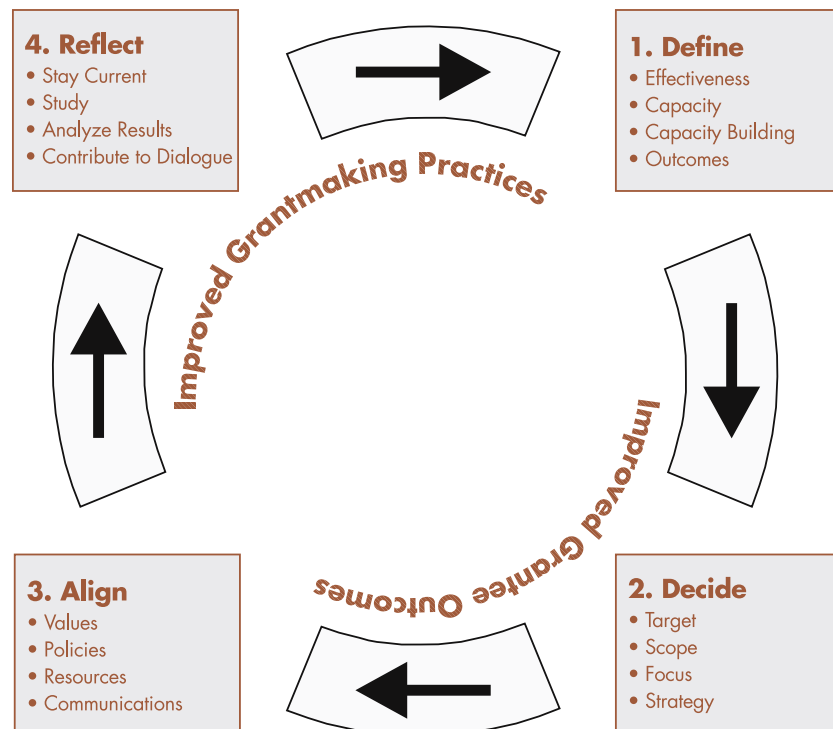 4. Reflect
• Stay Current
• Study
• Analyze Results
• Contribute to Dialogue
1. Define
• Effectiveness
• Capacity
• Capacity Building
• Outcomes
Improved Grantmaking Practices
Improved Grantee Outcomes
3. Align
• Values
• Policies
• Resources
• Communications
2. Decide
• Target
• Scope
• Focus
• Strategy